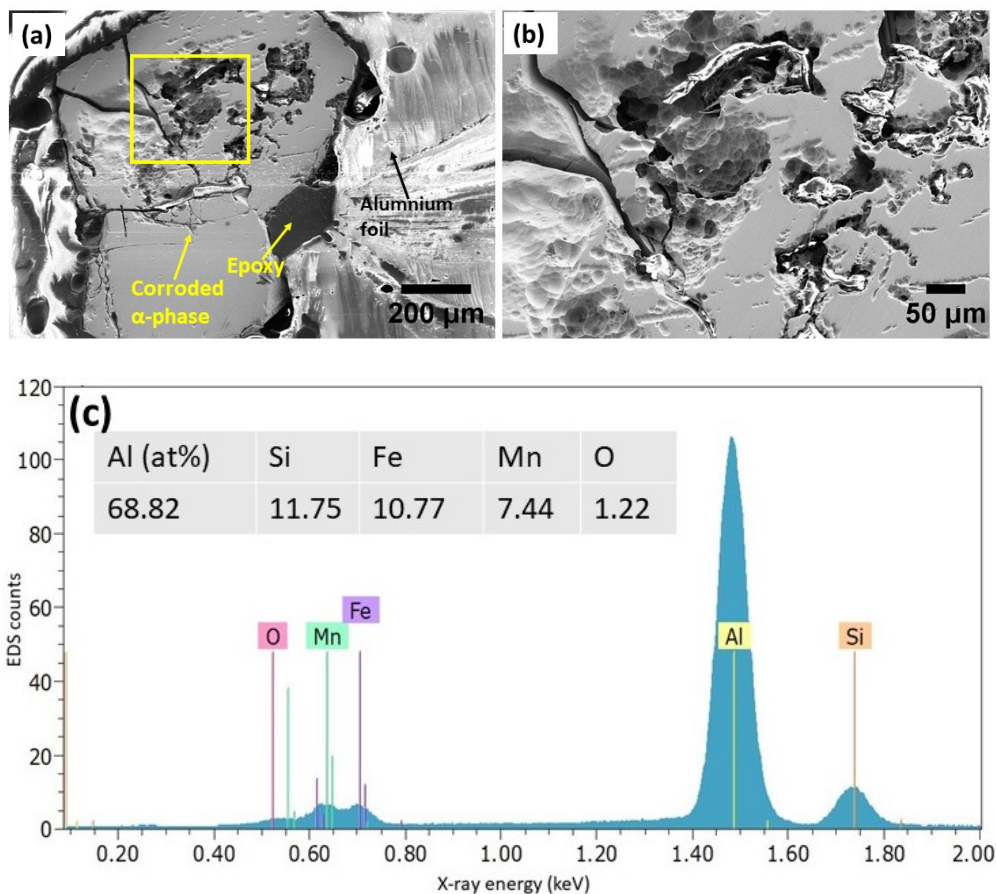 (a)
Alumnium
foil
Epoxy
Corroded
α-phase
200 µm
(b)
50 µm
(c)
Al (at%) Si Fe Mn O
68.82 11.75 10.77 7.44 1.22
120
100
80
60
40
20
0
EDS counts
O Mn Fe Al Si
0.20 0.40 0.60 0.80 1.00 1.20 1.40 1.60 1.80 2.00
X-ray energy (keV)